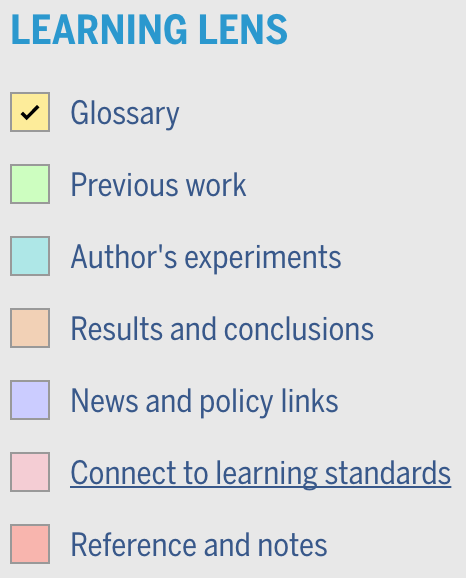 LEARNING LENS
Glossary
Previous work
Author's experiments
Results and conclusions
News and policy links
Connect to learning standards
Reference and notes